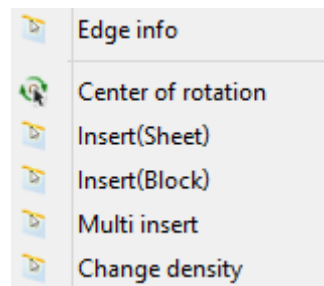 Edge info
Center of rotation
Insert(Sheet)
Insert(Block)
Multi insert
Change density